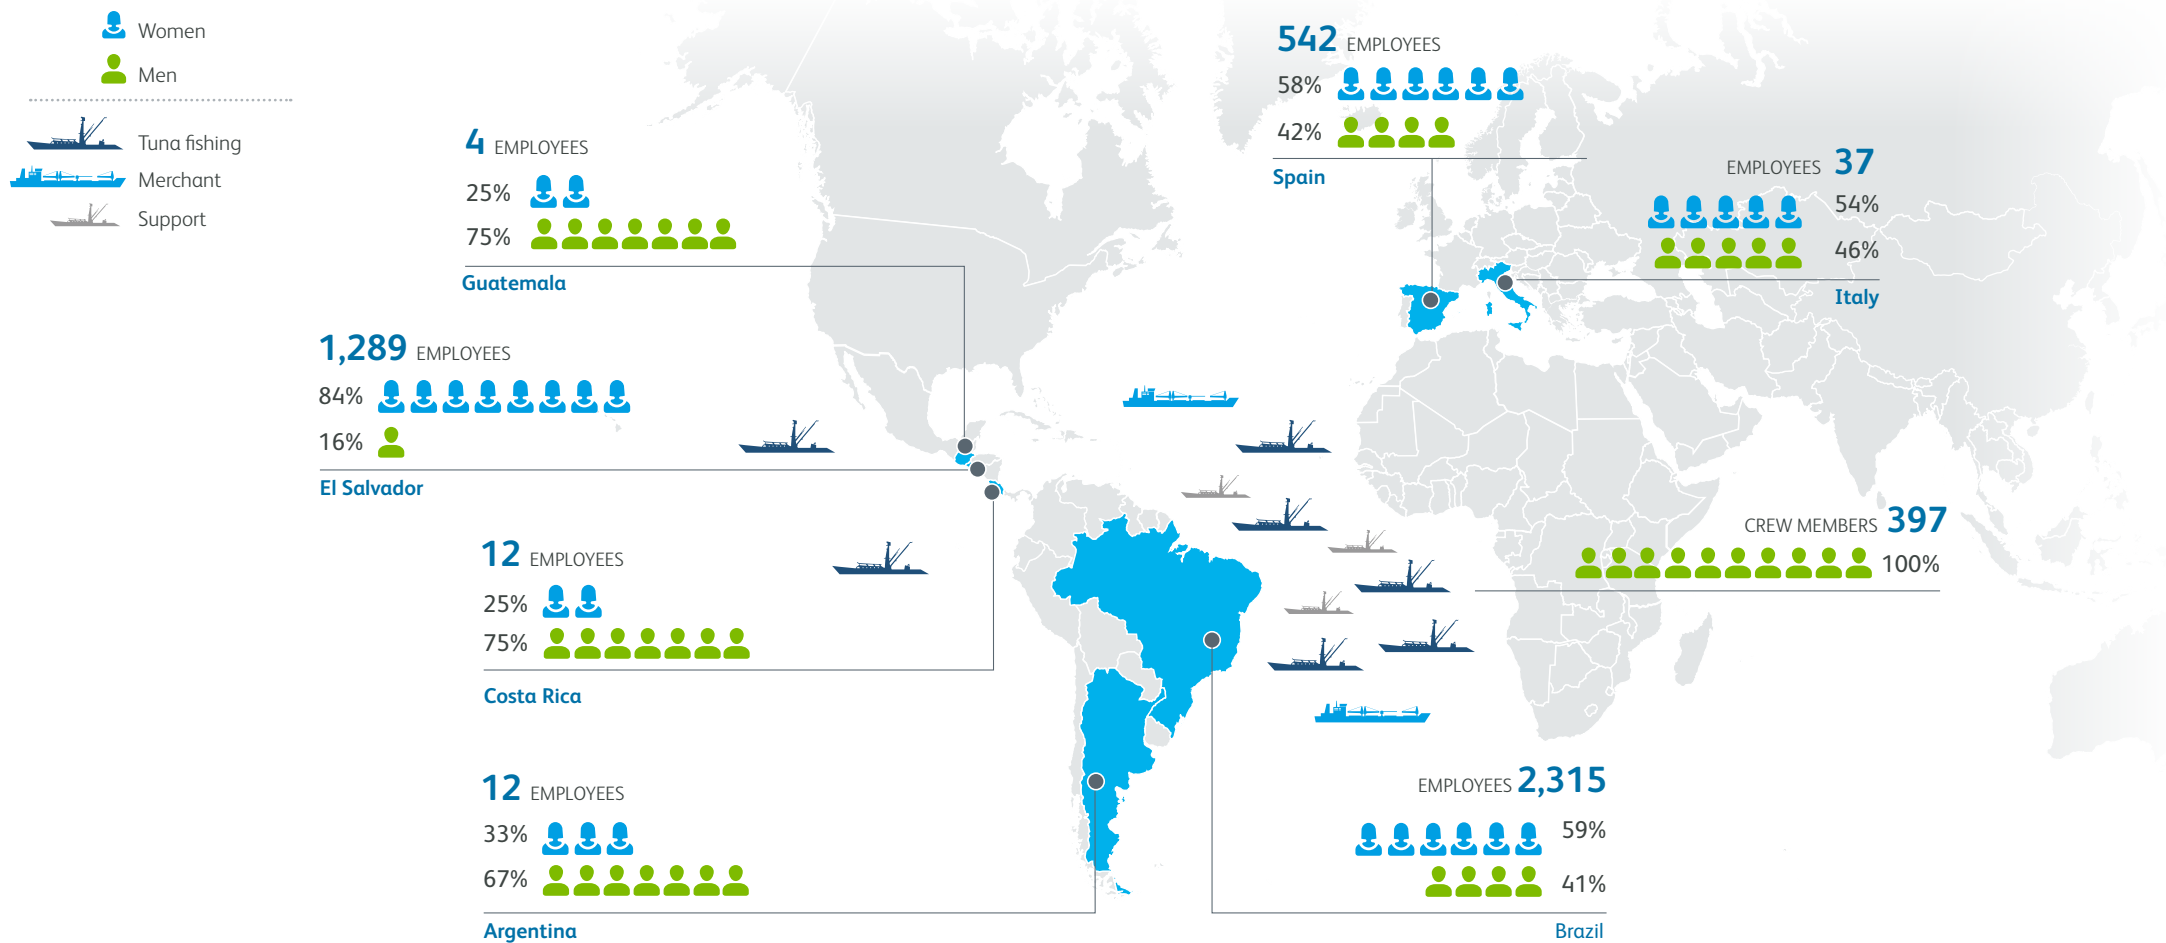 Women
Men
Tuna fishing
Merchant
Support
4 EMPLOYEES
25%
75%
Guatemala
1,289 EMPLOYEES
84%
16%
El Salvador
12 EMPLOYEES
25%
75%
Costa Rica
12 EMPLOYEES
33%
67%
Argentina
542 EMPLOYEES
58%
42%
Spain
EMPLOYEES 37
54%
46%
Italy
CREW MEMBERS 397
100%
EMPLOYEES 2,315
59%
41%
Brazil